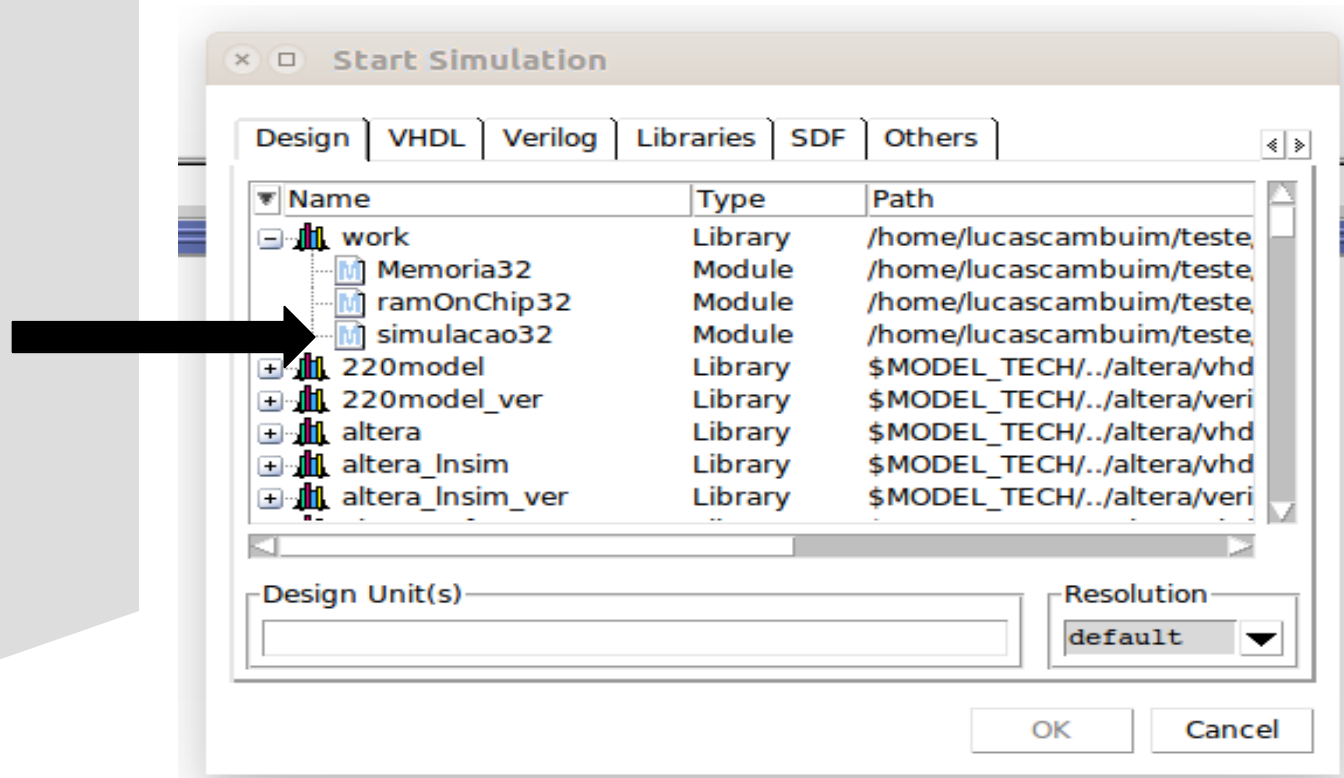 Start Simulation
Design VHDL Verilog Libraries SDF Others
Name Type Path
work Library /home/lucascambuim/teste,
Memoria32 Module /home/lucascambuim/teste,
ramOnChip32 Module /home/lucascambuim/teste,
simulacao32 Module /home/lucascambuim/teste,
220model Library $MODEL_TECH/../altera/vhd
220model_ver Library $MODEL_TECH/../altera/veri
altera Library $MODEL_TECH/../altera/vhd
altera_lnsim Library $MODEL_TECH/../altera/vhd
altera_lnsim_ver Library $MODEL_TECH/../altera/veri
Design Unit(s) Resolution
default
OK Cancel